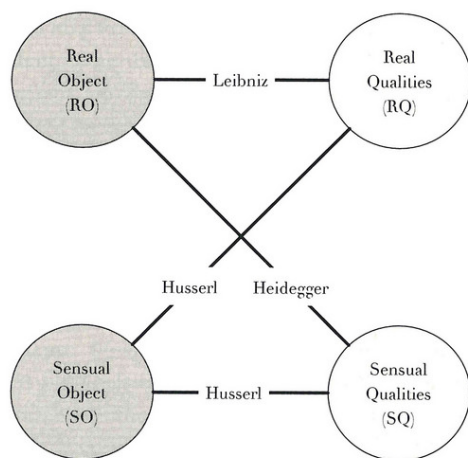 Real
Object
(RO)
Leibniz
Real
Qualities
(RQ)
Husserl
Heidegger
Sensual
Object
(SO)
Husserl
Sensual
Qualities
(SQ)